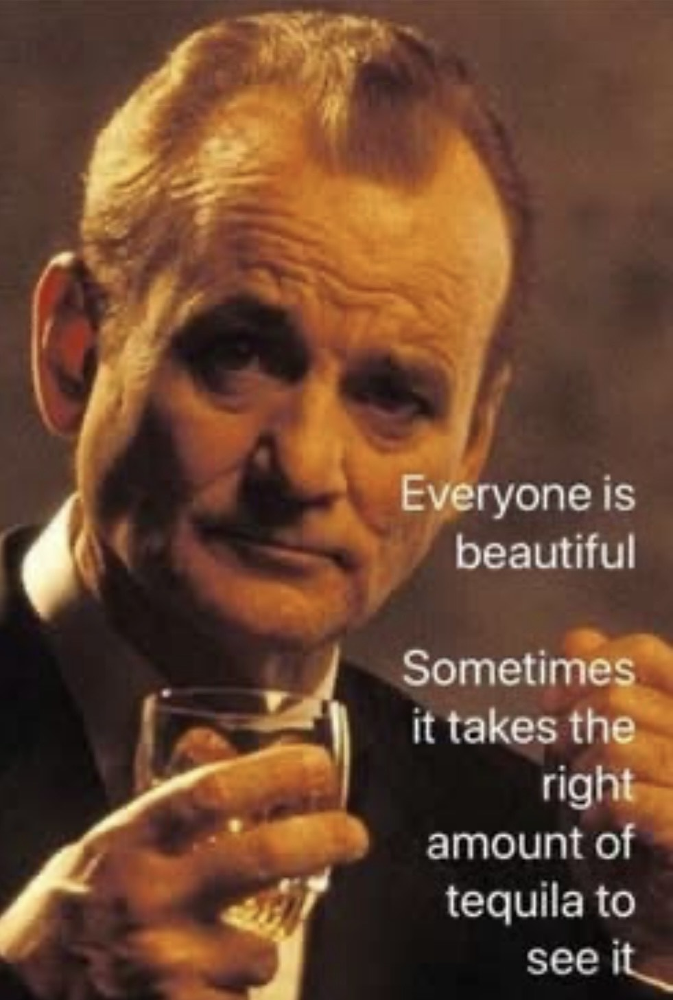 Everyone is
beautiful
Sometimes
it takes the
right
amount of
tequila to
see it